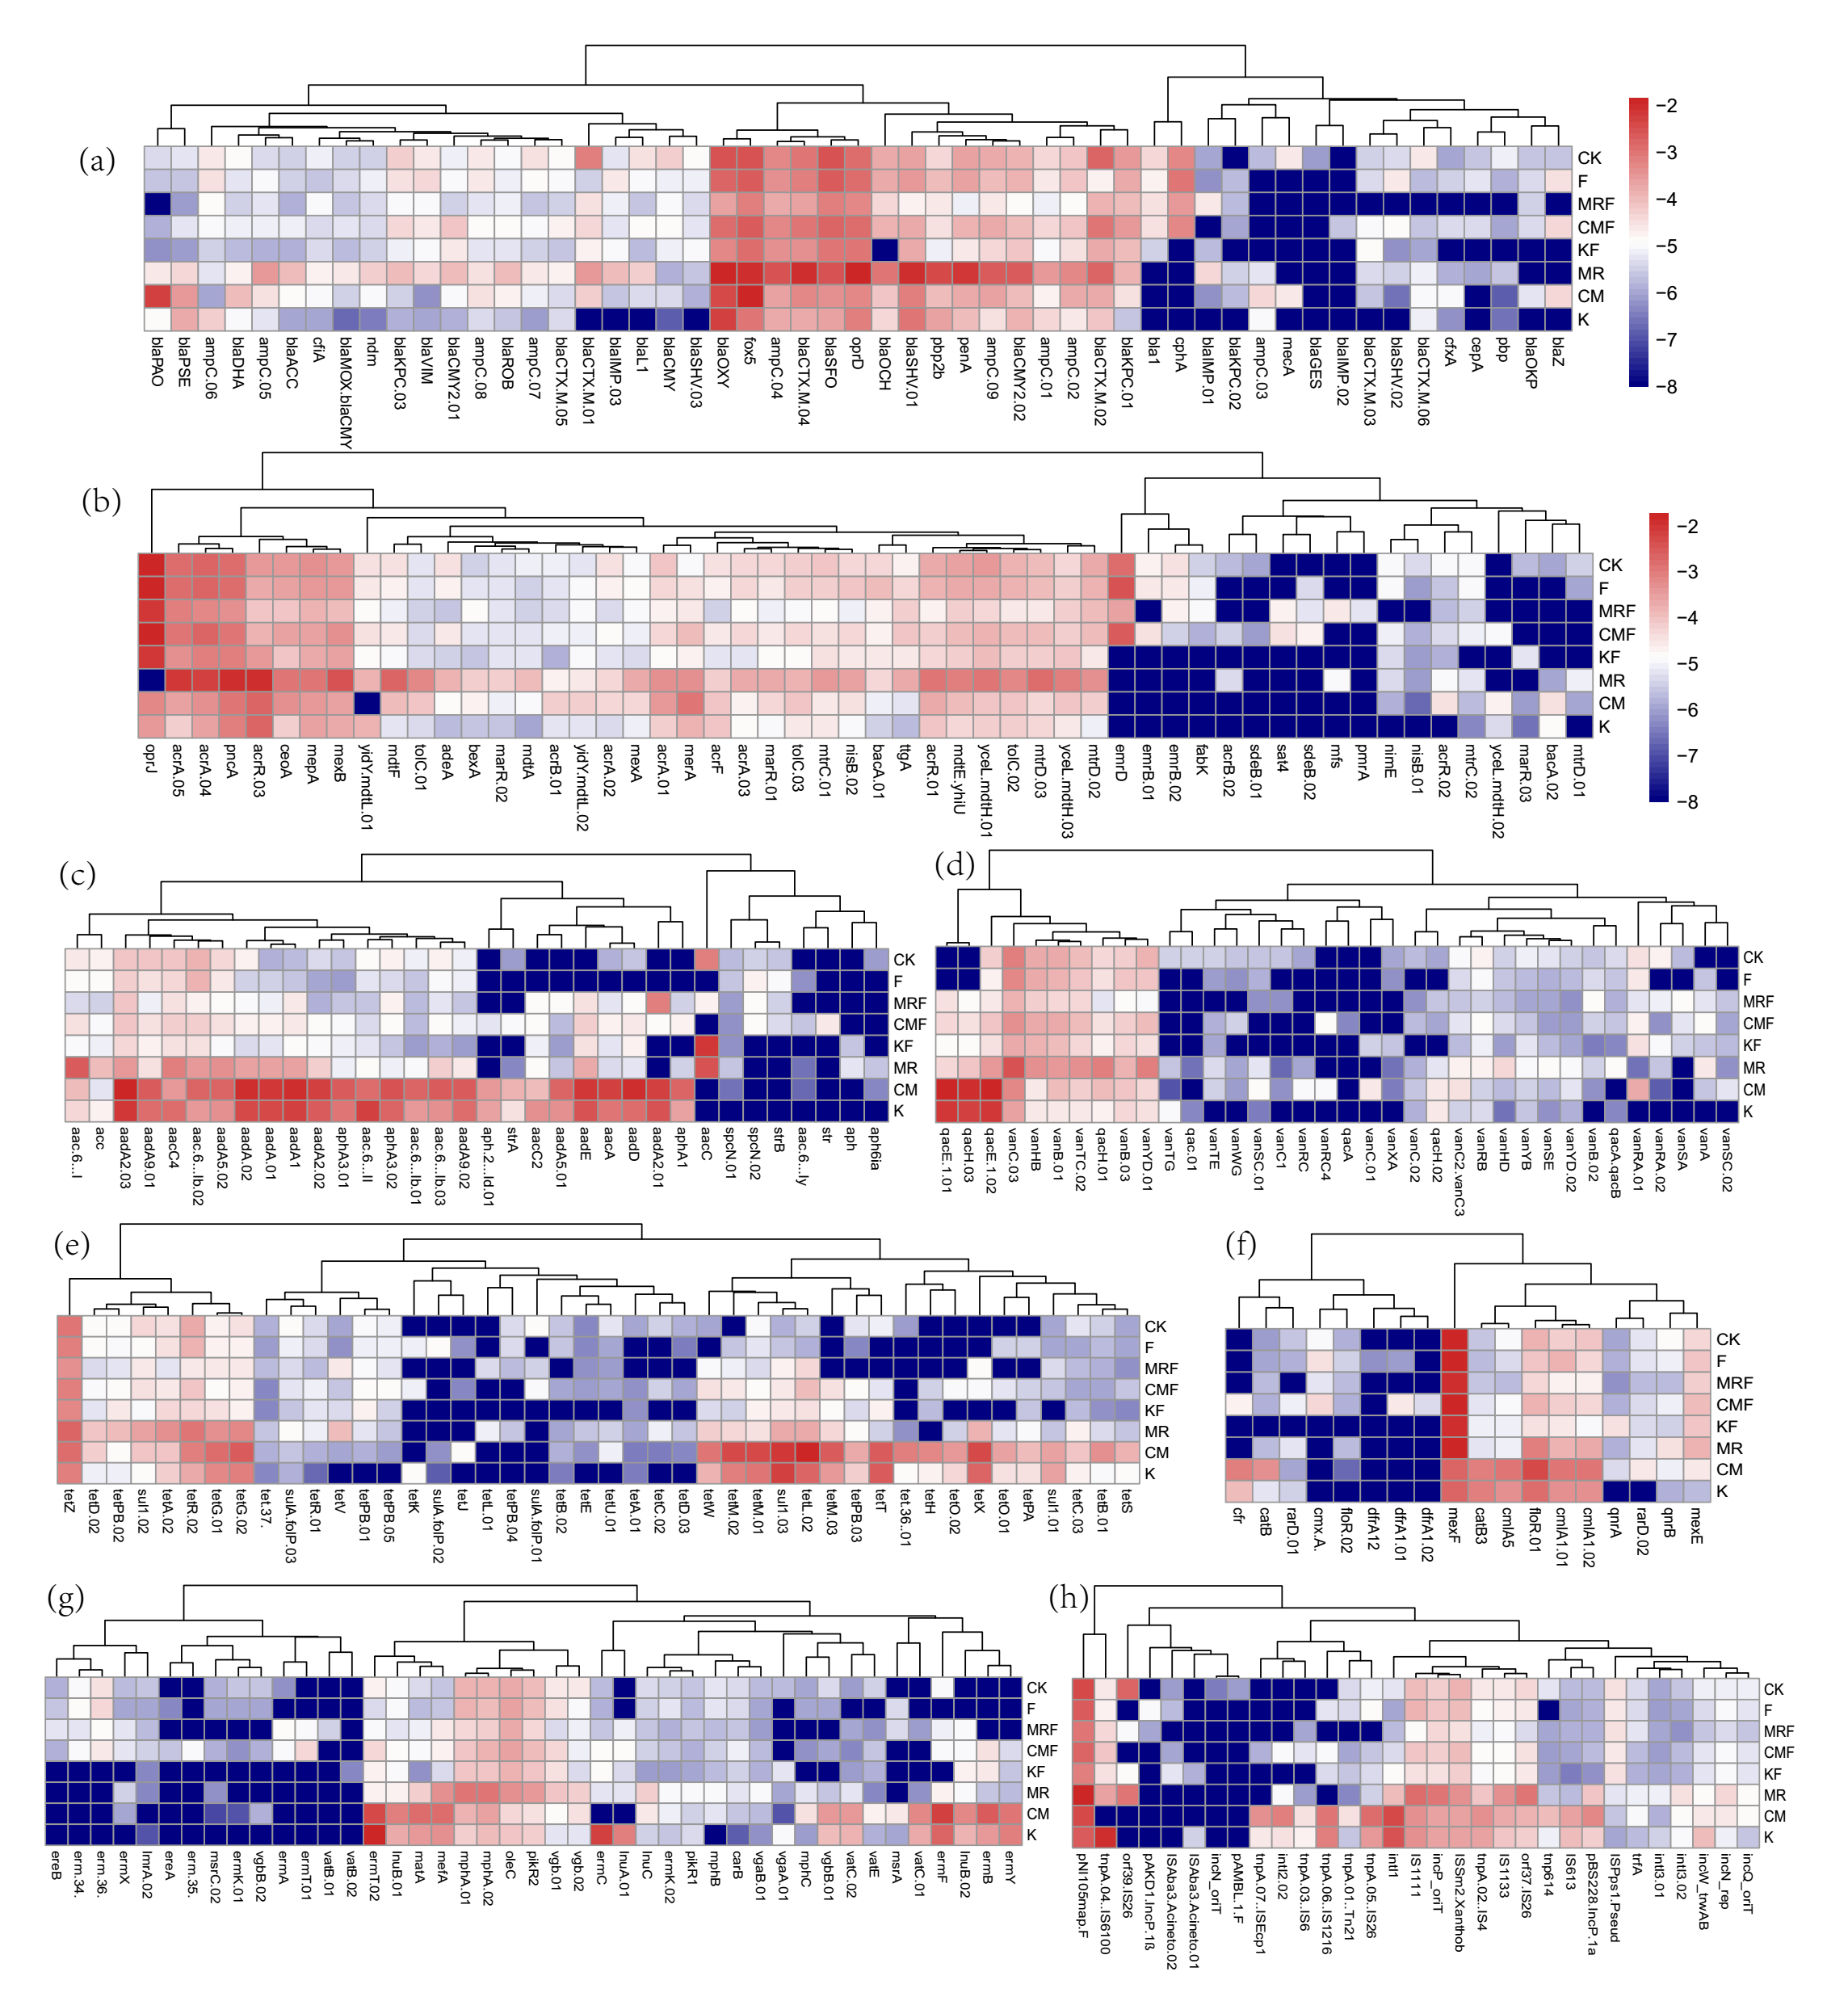 (a)
CK
F
MRF
CMF
KF
MR
CM
K
−2
−3
−4
−5
−6
−7
−8
blaPAO
blaPSE
ampC.06
blaDHA
ampC.05
blaACC
cfiA
blaMOX.blaCMY
ndm
blaKPC.03
blaVIM
blaCMY2.01
ampC.08
blaROB
ampC.07
blaCTX.M.05
blaCTX.M.01
blaIMP.03
blaL1
blaCMY
blaSHV.03
blaOXY
fox5
ampC.04
blaCTX.M.04
blaSFO
oprD
blaOCH
blaSHV.01
pbp2b
penA
ampC.09
blaCMY2.02
ampC.01
ampC.02
blaCTX.M.02
blaKPC.01
bla1
cphA
blaIMP.01
blaKPC.02
ampC.03
mecA
blaGES
blaIMP.02
blaCTX.M.03
blaSHV.02
blaCTX.M.06
cfxA
cepA
pbp
blaOKP
blaZ
(b)
CK
F
MRF
CMF
KF
MR
CM
K
−2
−3
−4
−5
−6
−7
−8
oprJ
acrA.05
acrA.04
pncA
acrR.03
ceoA
mepA
mexB
yidY.mdtL.01
mdtF
tolC.01
adeA
bexA
marR.02
mdtA
acrB.01
yidY.mdtL.02
acrA.02
mexA
acrA.01
merA
acrF
acrA.03
marR.01
tolC.03
mtrC.01
nisB.02
bacA.01
ttgA
acrR.01
mdtE.yhiU
yceL.mdtH.01
tolC.02
mtrD.03
yceL.mdtH.03
mtrD.02
emrD
emrB.01
emrB.02
fabK
acrB.02
sdeB.01
sat4
sdeB.02
mfs
pmrA
nimE
nisB.01
acrR.02
mtrC.02
yceL.mdtH.02
marR.03
bacA.02
mtrD.01
(c)
CK
F
MRF
CMF
KF
MR
CM
K
aac.6...I
acc
aadA2.03
aadA9.01
aacC4
aac.6...Ib.02
aadA5.02
aadA.02
aadA.01
aadA1
aadA2.02
aphA3.01
aac.6...II
aphA3.02
aac.6...Ib.01
aac.6...Ib.03
aadA9.02
aph.2...Id.01
strA
aacC2
aadA5.01
aadE
aacA
aadD
aadA2.01
aphA1
aacC
spcN.01
spcN.02
strB
aac.6...Iy
str
aph
aph6ia
(d)
CK
F
MRF
CMF
KF
MR
CM
K
qacE.1.01
qacH.03
qacE.1.02
vanC.03
vanHB
vanB.01
vanTC.02
qacH.01
vanB.03
vanYD.01
vanTG
qac.01
vanTE
vanWG
vanSC.01
vanC1
vanRC
vanRC4
qacA
vanC.01
vanXA
vanC.02
qacH.02
vanC2.vanC3
vanRB
vanHD
vanYB
vanSE
vanYD.02
vanB.02
qacA.qacB
vanRA.01
vanRA.02
vanSA
vanA
vanSC.02
(e)
CK
F
MRF
CMF
KF
MR
CM
K
tetZ
tetD.02
tetPB.02
sul1.02
tetA.02
tetR.02
tetG.01
tetG.02
tet.37.
sulA.folP.03
tetR.01
tetV
tetPB.01
tetPB.05
tetK
sulA.folP.02
tetJ
tetL.01
tetPB.04
sulA.folP.01
tetB.02
tetE
tetU.01
tetA.01
tetC.02
tetD.03
tetW
tetM.02
tetM.01
sul1.03
tetL.02
tetM.03
tetPB.03
tetT
tet.36..01
tetH
tetO.02
tetX
tetO.01
tetPA
sul1.01
tetC.03
tetB.01
tetS
(f)
CK
F
MRF
CMF
KF
MR
CM
K
cfr
catB
rarD.01
cmx.A.
floR.02
dfrA12
dfrA1.01
dfrA1.02
mexF
catB3
cmlA5
floR.01
cmlA1.01
cmlA1.02
qnrA
rarD.02
qnrB
mexE
(g)
CK
F
MRF
CMF
KF
MR
CM
K
ereB
erm.34.
erm.36.
ermX
lmrA.02
ereA
erm.35.
msrC.02
ermK.01
vgbB.02
ermA
ermT.01
vatB.01
vatB.02
ermT.02
lnuB.01
matA
mefA
mphA.01
mphA.02
oleC
pikR2
vgb.01
vgb.02
ermC
lnuA.01
lnuC
ermK.02
pikR1
mphB
carB
vgaB.01
vgaA.01
mphC
vgbB.01
vatC.02
vatE
msrA
vatC.01
ermF
lnuB.02
ermB
ermY
(h)
CK
F
MRF
CMF
KF
MR
CM
K
pNI105map.F
tnpA.04..IS6100
orf39.IS26
pAKD1.IncP.1ß
ISAba3.Acineto.02
ISAba3.Acineto.01
incN_oriT
pAMBL.1.F
tnpA.07..ISEcp1
intI2.02
tnpA.03..IS6
tnpA.06.IS1216
tnpA.01..Tn21
tnpA.05..IS26
intI1
IS1111
incP_oriT
ISSm2.Xanthob
tnpA.02..IS4
IS1133
orf37.IS26
tnp614
IS613
pBS228.IncP.1a
ISPps1.Pseud
trfA
intI3.01
intI3.02
incW_trwAB
incN_rep
incQ_oriT